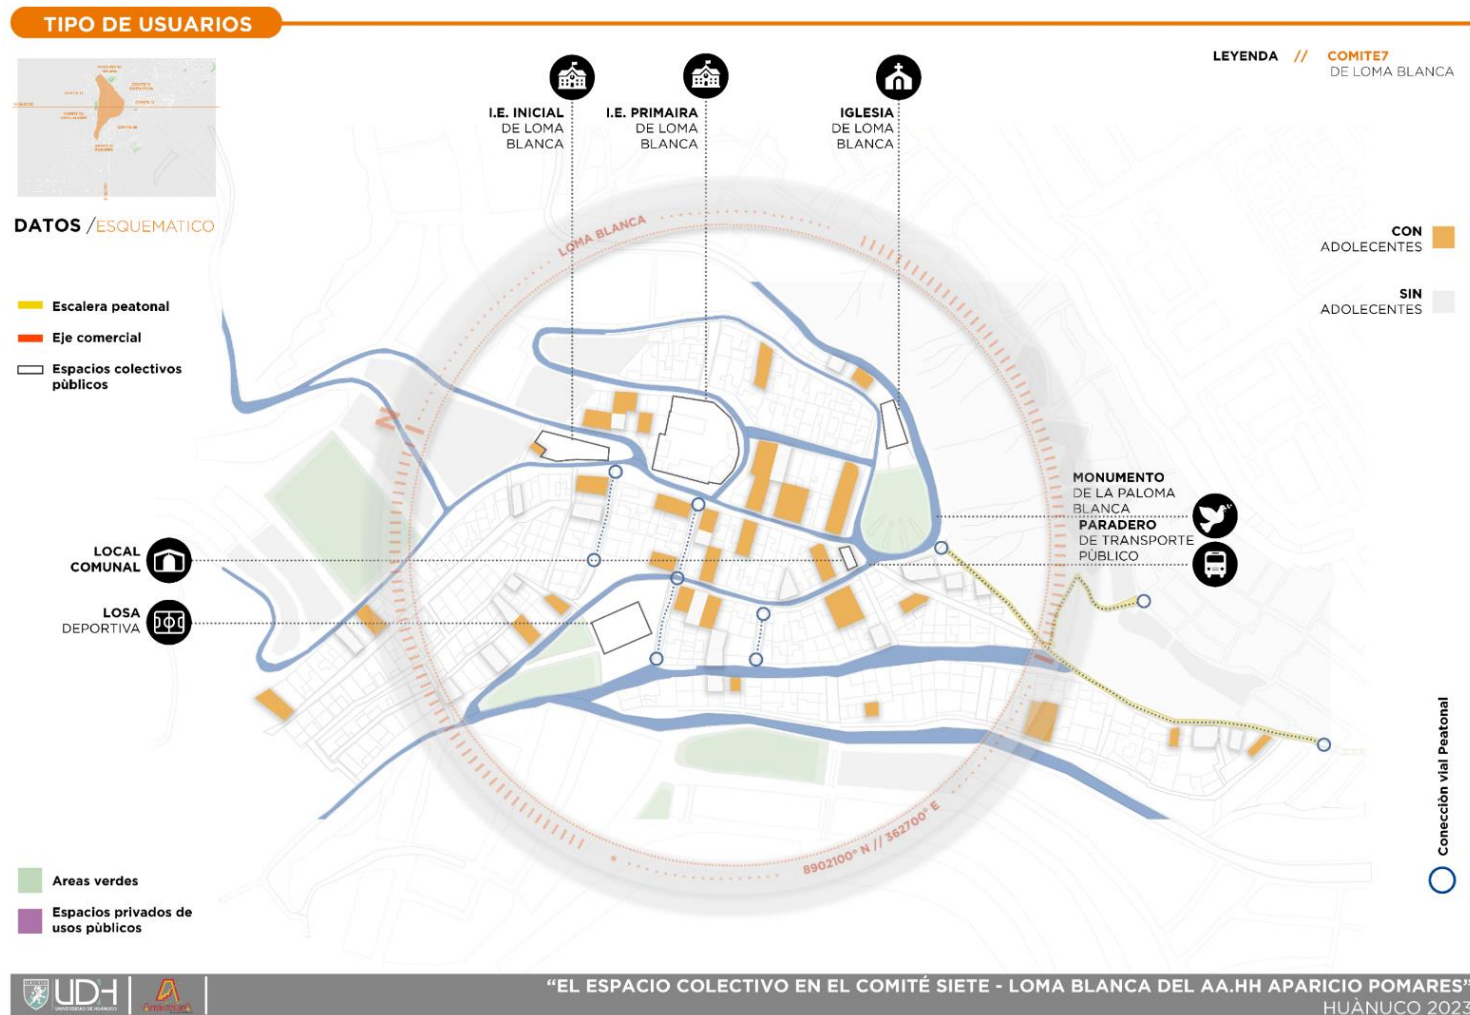 TIPO DE USUARIOS
LEYENDA // COMITE7
DE LOMA BLANCA
I.E. INICIAL
DE LOMA
BLANCA
I.E. PRIMAIRA
DE LOMA
BLANCA
IGLESIA
DE LOMA
BLANCA
DATOS /ESQUEMATICO
CON
ADOLECENTES
SIN
ADOLECENTES
Escalera peatonal
Eje comercial
Espacios colectivos
pùblicos
LOMA BLANCA
N
MONUMENTO
DE LA PALOMA
BLANCA
PARADERO
DE TRANSPORTE
PÙBLICO
LOCAL
COMUNAL
LOSA
DEPORTIVA
8902100° N // 362700° E
Conecciòn vial Peatonal
Areas verdes
Espacios privados de
usos pùblicos
UDH
UNIVERSIDAD DE HUÁNUCO
"EL ESPACIO COLECTIVO EN EL COMITÉ SIETE - LOMA BLANCA DEL AA.HH APARICIO POMARES"
HUÀNUCO 2023